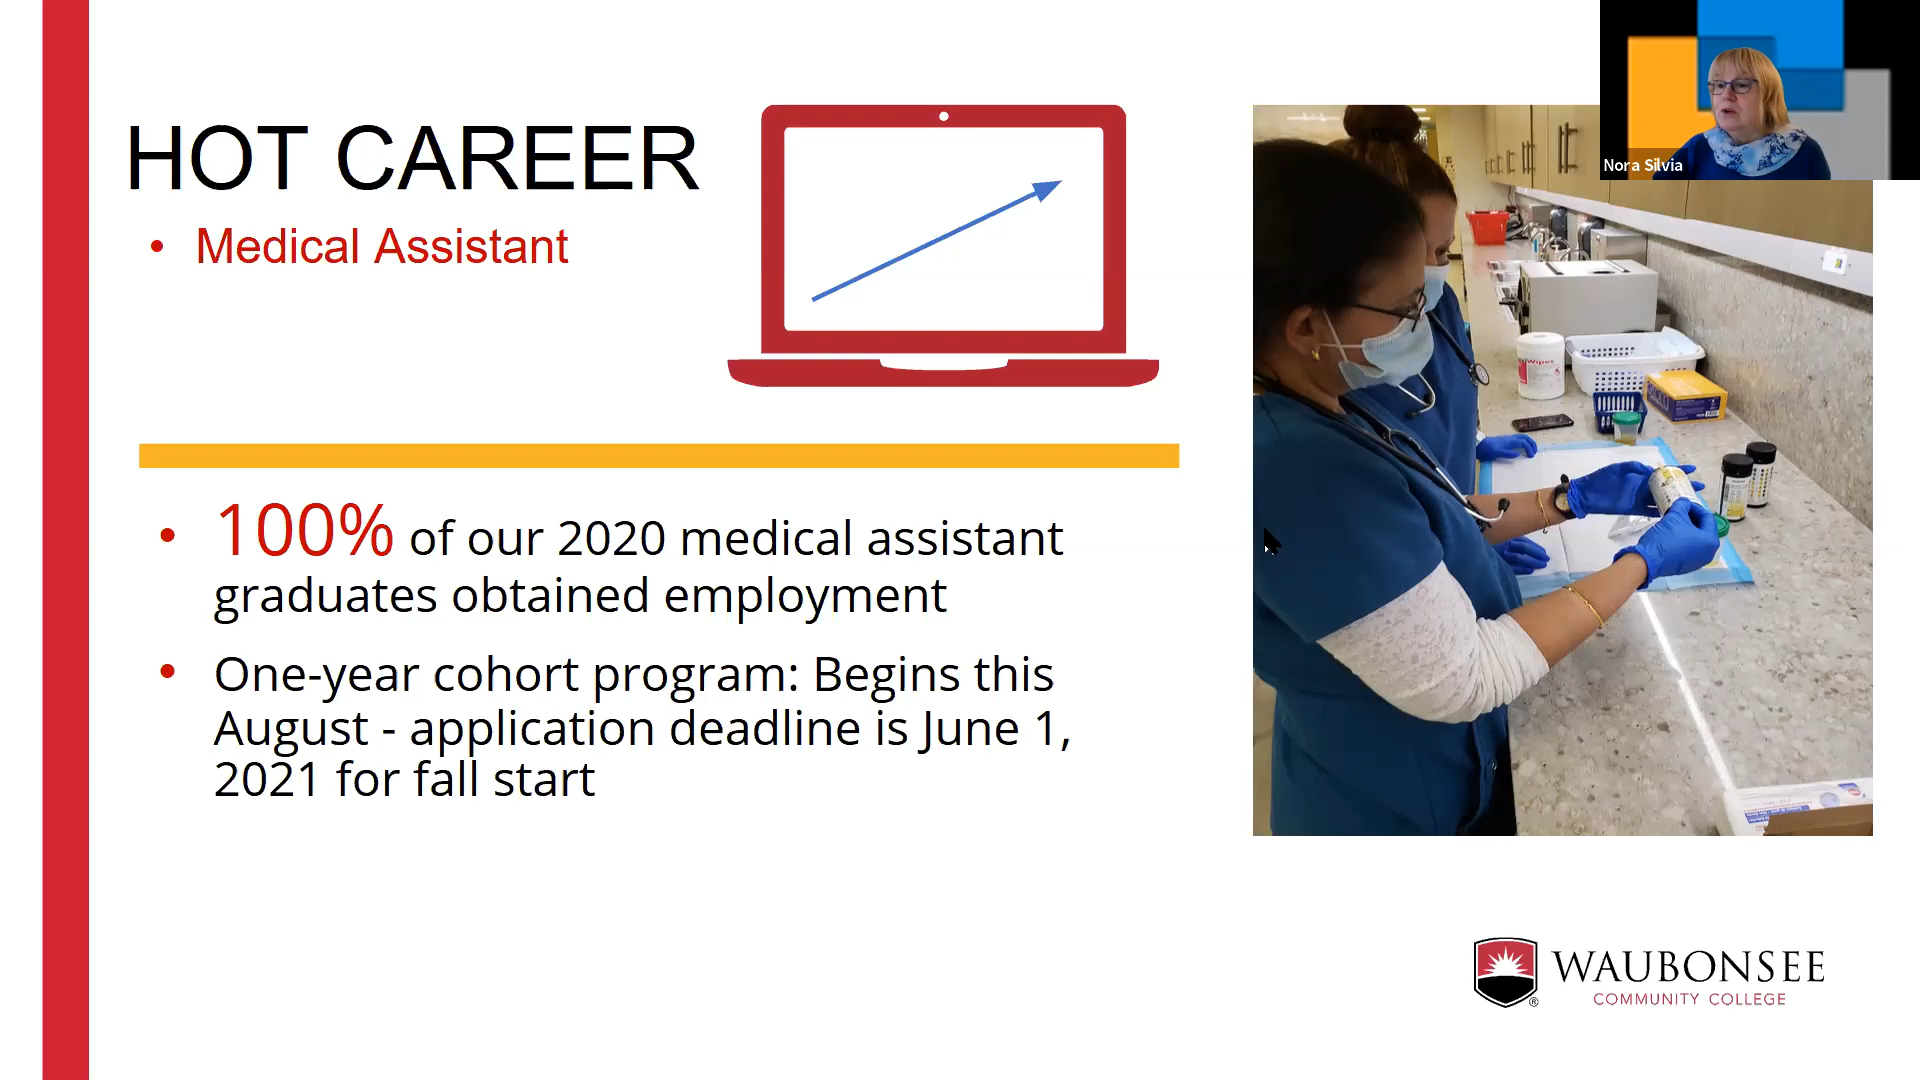 HOT CAREER
• Medical Assistant
• 100% of our 2020 medical assistant
graduates obtained employment
• One-year cohort program: Begins this
August - application deadline is June 1,
2021 for fall start
Nora Silvia
WAUBONSEE
®
COMMUNITY COLLEGE